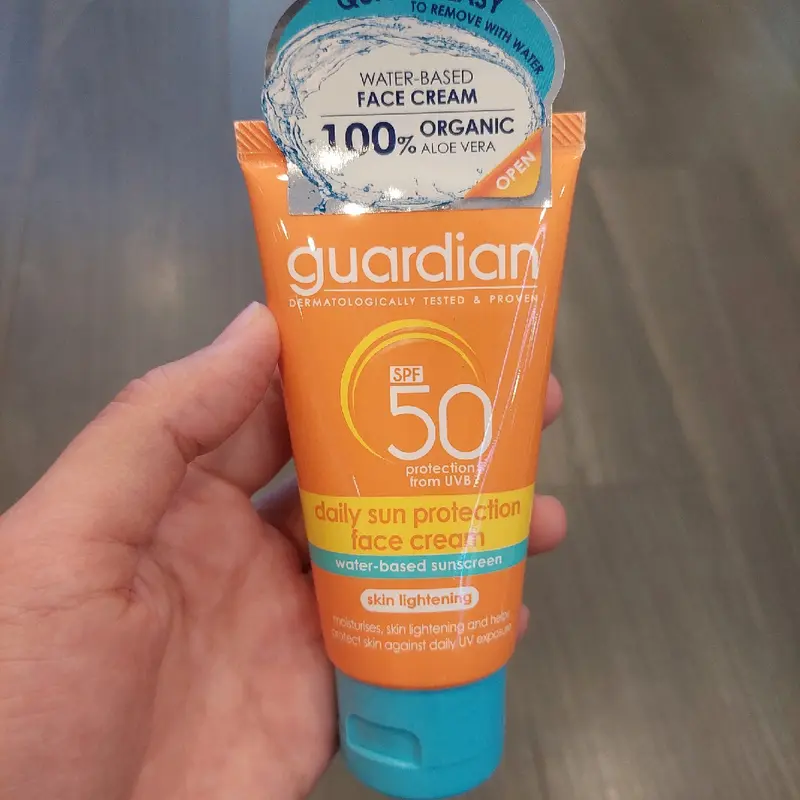 TO REMOVE WITH WATER
WATER-BASED
FACE CREAM
100% ORGANIC
ALOE VERA
OPEN
guardian
DERMATOLOGICALLY TESTED & PROVEN
SPF
50
protection
from UVB
daily sun protection
face cream
water-based sunscreen
skin lightening
moisturises, skin lightening and helps
protect skin against daily UV exposure